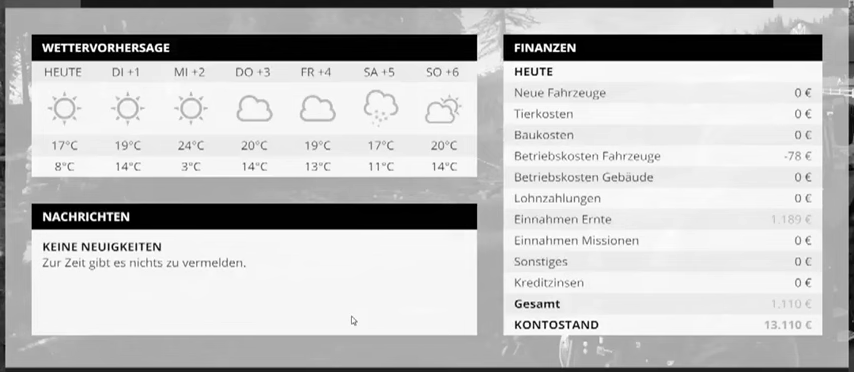 WETTERVORHERSAGE
HEUTE DI +1 MI +2 DO +3 FR +4 SA +5 SO +6
17°C 19°C 24°C 20°C 19°C 17°C 20°C
8°C 14°C 3°C 14°C 13°C 11°C 14°C
NACHRICHTEN
KEINE NEUIGKEITEN
Zur Zeit gibt es nichts zu vermelden.
FINANZEN
HEUTE
Neue Fahrzeuge 0 €
Tierkosten 0 €
Baukosten 0 €
Betriebskosten Fahrzeuge -78 €
Betriebskosten Gebäude 0 €
Lohnzahlungen 0 €
Einnahmen Ernte 1.189 €
Einnahmen Missionen 0 €
Sonstiges 0 €
Kreditzinsen 0 €
Gesamt 1.110 €
KONTOSTAND 13.110 €